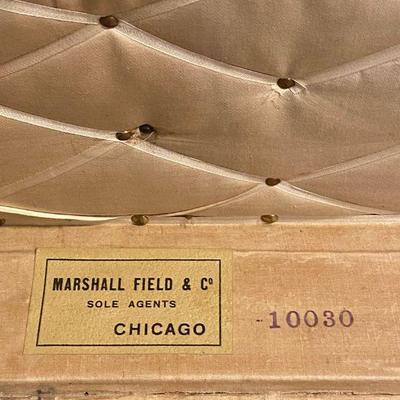 MARSHALL FIELD & Cº
SOLE AGENTS
CHICAGO
-10030